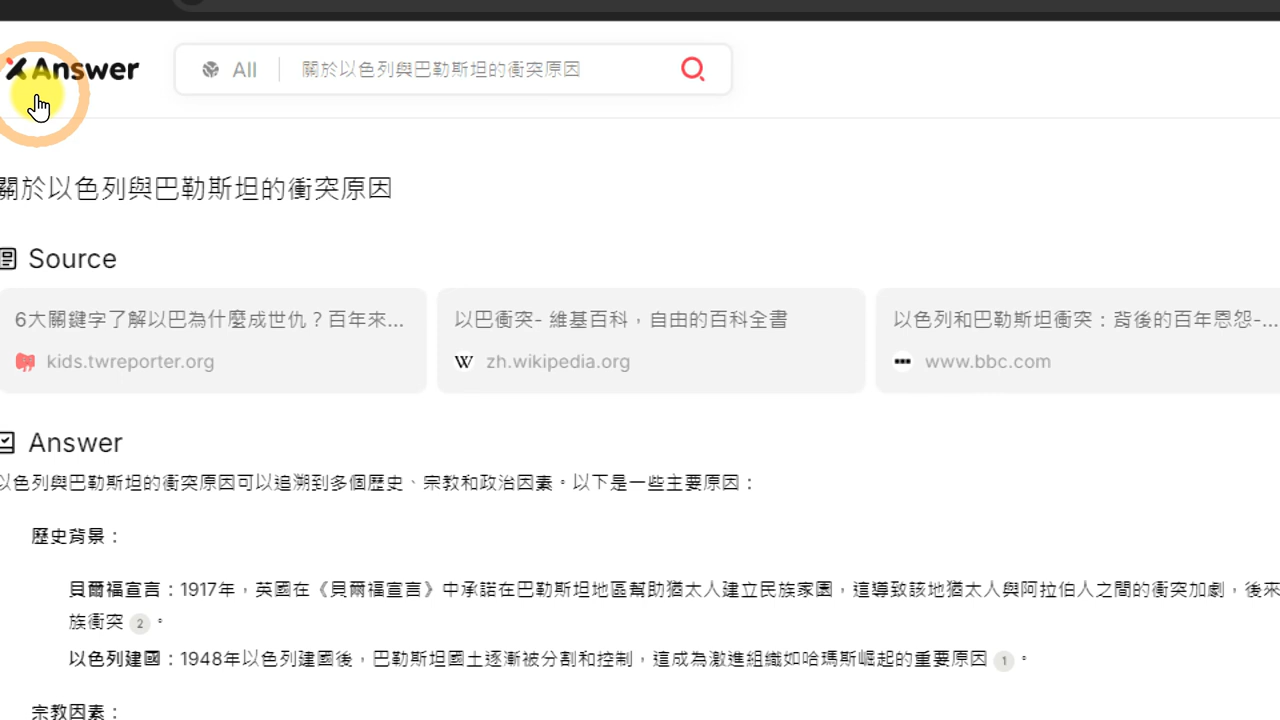 Answer
All 關於以色列與巴勒斯坦的衝突原因
關於以色列與巴勒斯坦的衝突原因
Source
6大關鍵字了解以巴為什麼成世仇？百年來...
kids.twreporter.org
以巴衝突- 維基百科，自由的百科全書
W zh.wikipedia.org
以色列和巴勒斯坦衝突：背後的百年恩怨-...
www.bbc.com
Answer
以色列與巴勒斯坦的衝突原因可以追溯到多個歷史、宗教和政治因素。以下是一些主要原因：
歷史背景：
貝爾福宣言：1917年，英國在《貝爾福宣言》中承諾在巴勒斯坦地區幫助猶太人建立民族家園，這導致該地猶太人與阿拉伯人之間的衝突加劇，後來
族衝突 2 。
以色列建國：1948年以色列建國後，巴勒斯坦國土逐漸被分割和控制，這成為激進組織如哈瑪斯崛起的重要原因 1 。
宗教因素：